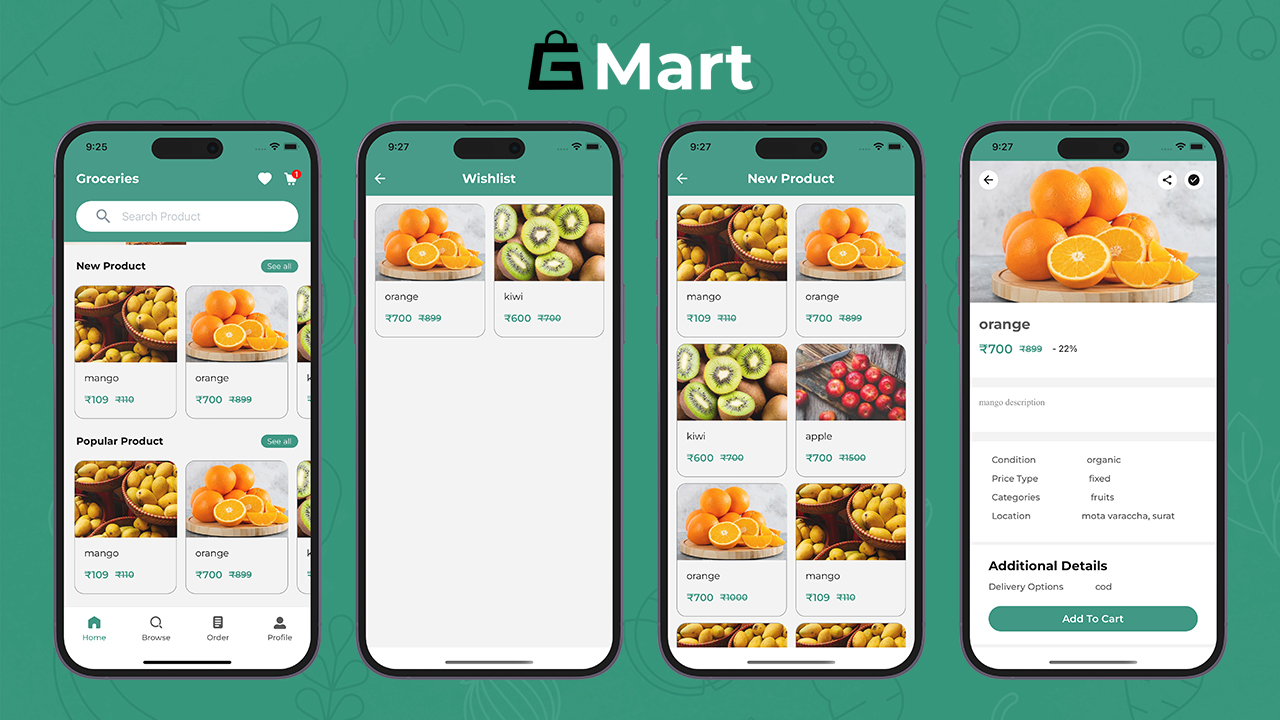 G Mart
9:25
Groceries
1
Search Product
New Product
See all
mango
₹109 ₹110
orange
₹700 ₹899
k
Popular Product
See all
mango
₹109 ₹110
orange
₹700 ₹899
Home
Browse
Order
Profile
9:27
Wishlist
orange
₹700 ₹899
kiwi
₹600 ₹700
9:27
New Product
mango
₹109 ₹110
orange
₹700 ₹899
kiwi
₹600 ₹700
apple
₹700 ₹1500
orange
₹700 ₹1000
mango
₹109 ₹110
9:27
orange
₹700 ₹899 - 22%
mango description
Condition organic
Price Type fixed
Categories fruits
Location mota varaccha, surat
Additional Details
Delivery Options cod
Add To Cart